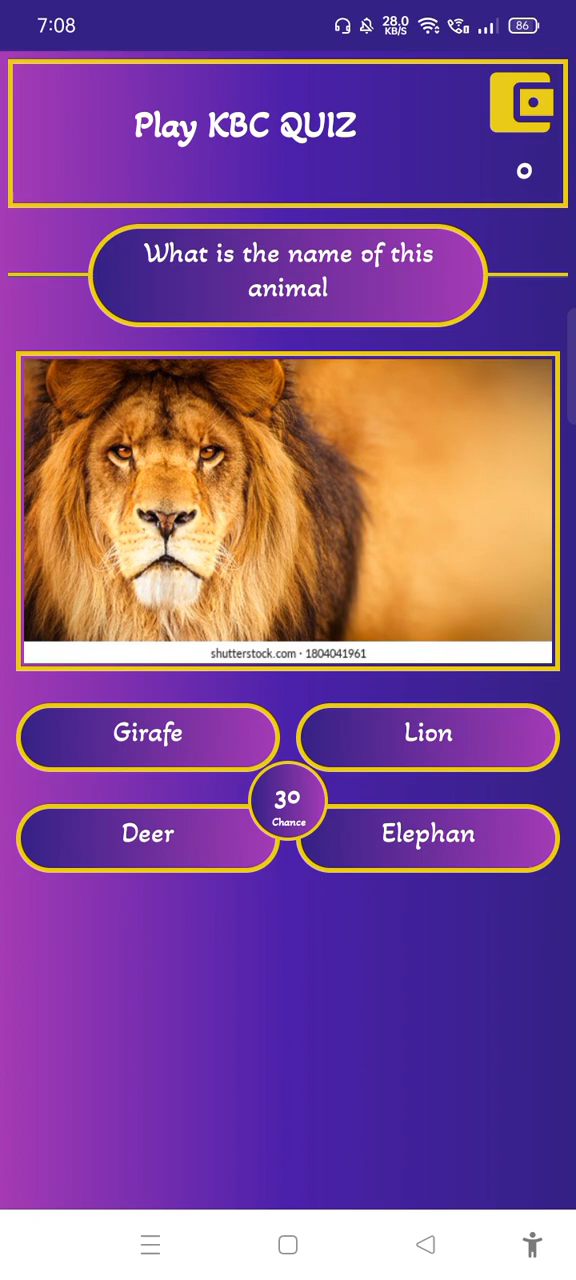 7:08
28.0
KB/S
86
Play KBC QUIZ
0
What is the name of this
animal
shutterstock.com · 1804041961
Girafe
Lion
30
Chance
Deer
Elephan